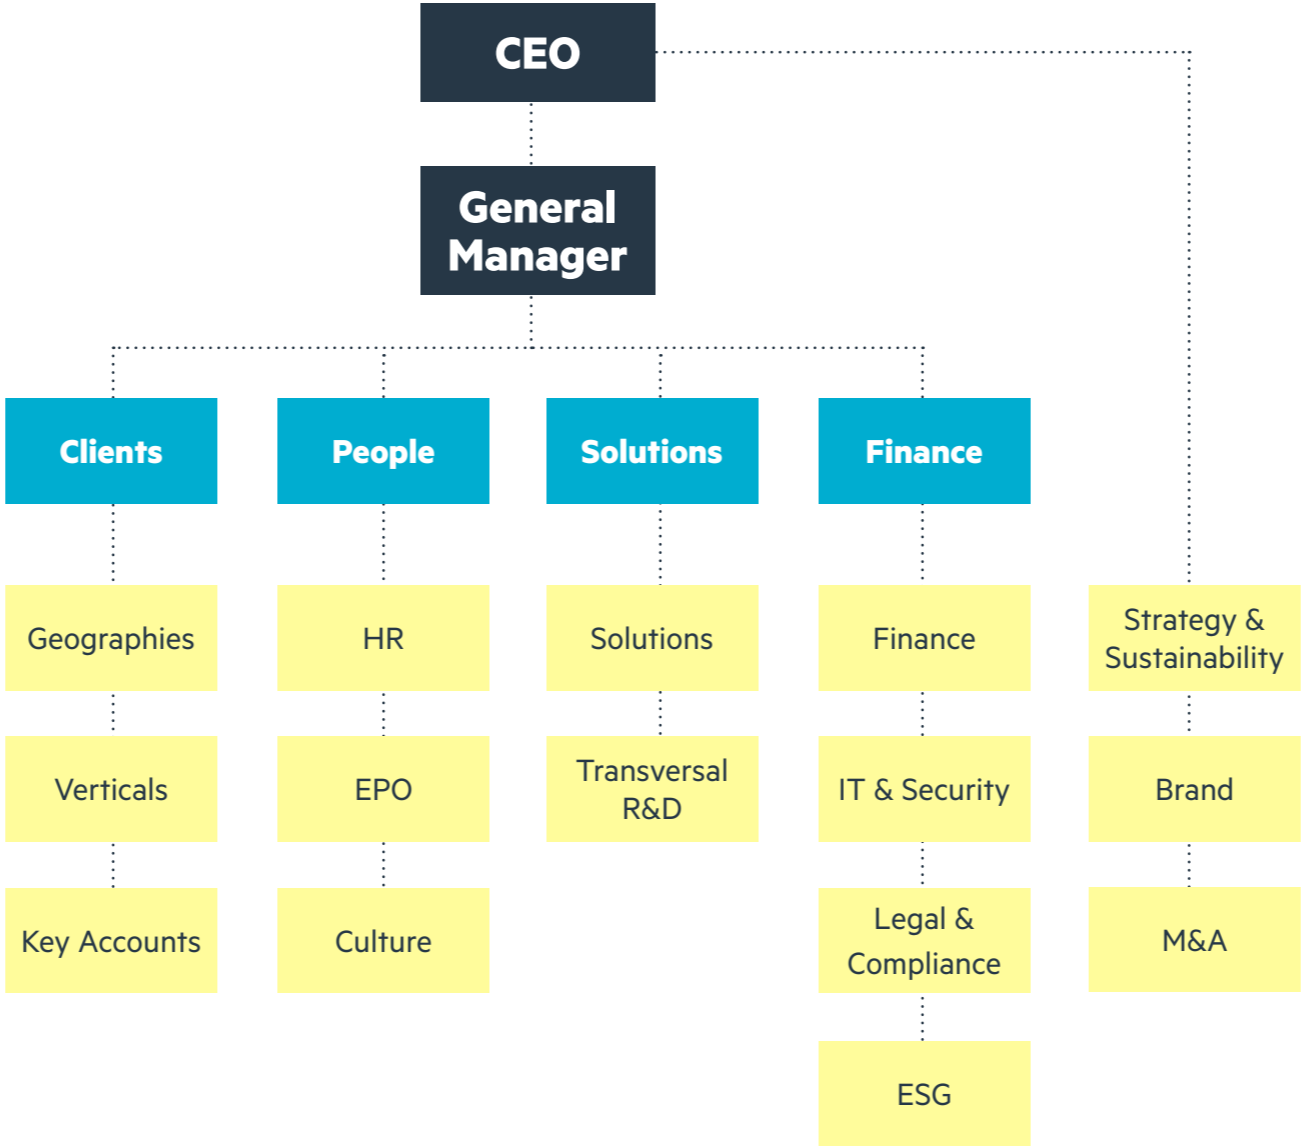 CEO
General
Manager
Clients
People
Solutions
Finance
Geographies
HR
Solutions
Finance
Strategy &
Sustainability
Verticals
EPO
Transversal
R&D
IT & Security
Brand
Key Accounts
Culture
Legal &
Compliance
M&A
ESG